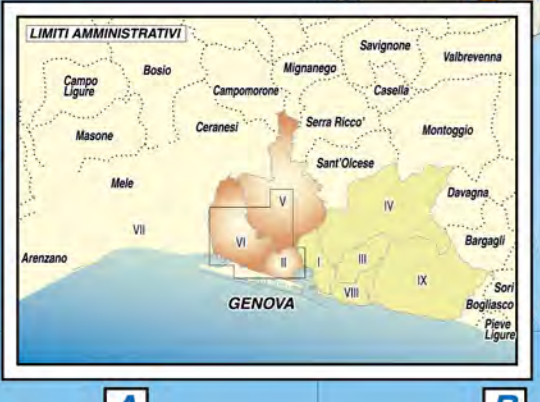 LIMITI AMMINISTRATIVI
Savignone
Valbrevenna
Bosio
Mignanego
Campo
Ligure
Campomorone
Casella
Ceranesi
Serra Ricco'
Masone
Montoggio
Sant'Olcese
Mele
V
IV
Davagna
VII
VI
Bargagli
Arenzano
II
I
III
IX
VIII
Sori
GENOVA
Bogliasco
Pieve
Ligure